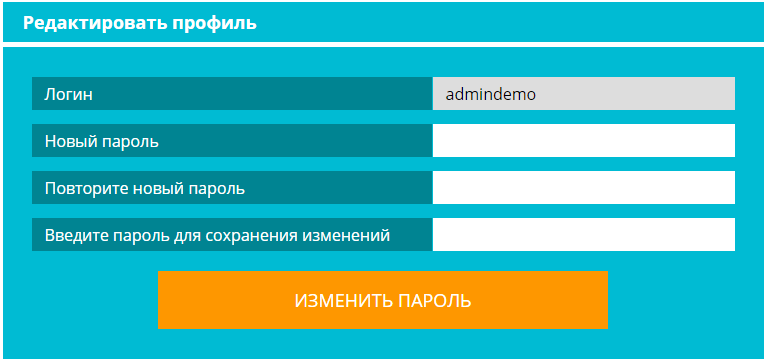 Редактировать профиль
Логин
admindemo
Новый пароль
Повторите новый пароль
Введите пароль для сохранения изменений
ИЗМЕНИТЬ ПАРОЛЬ